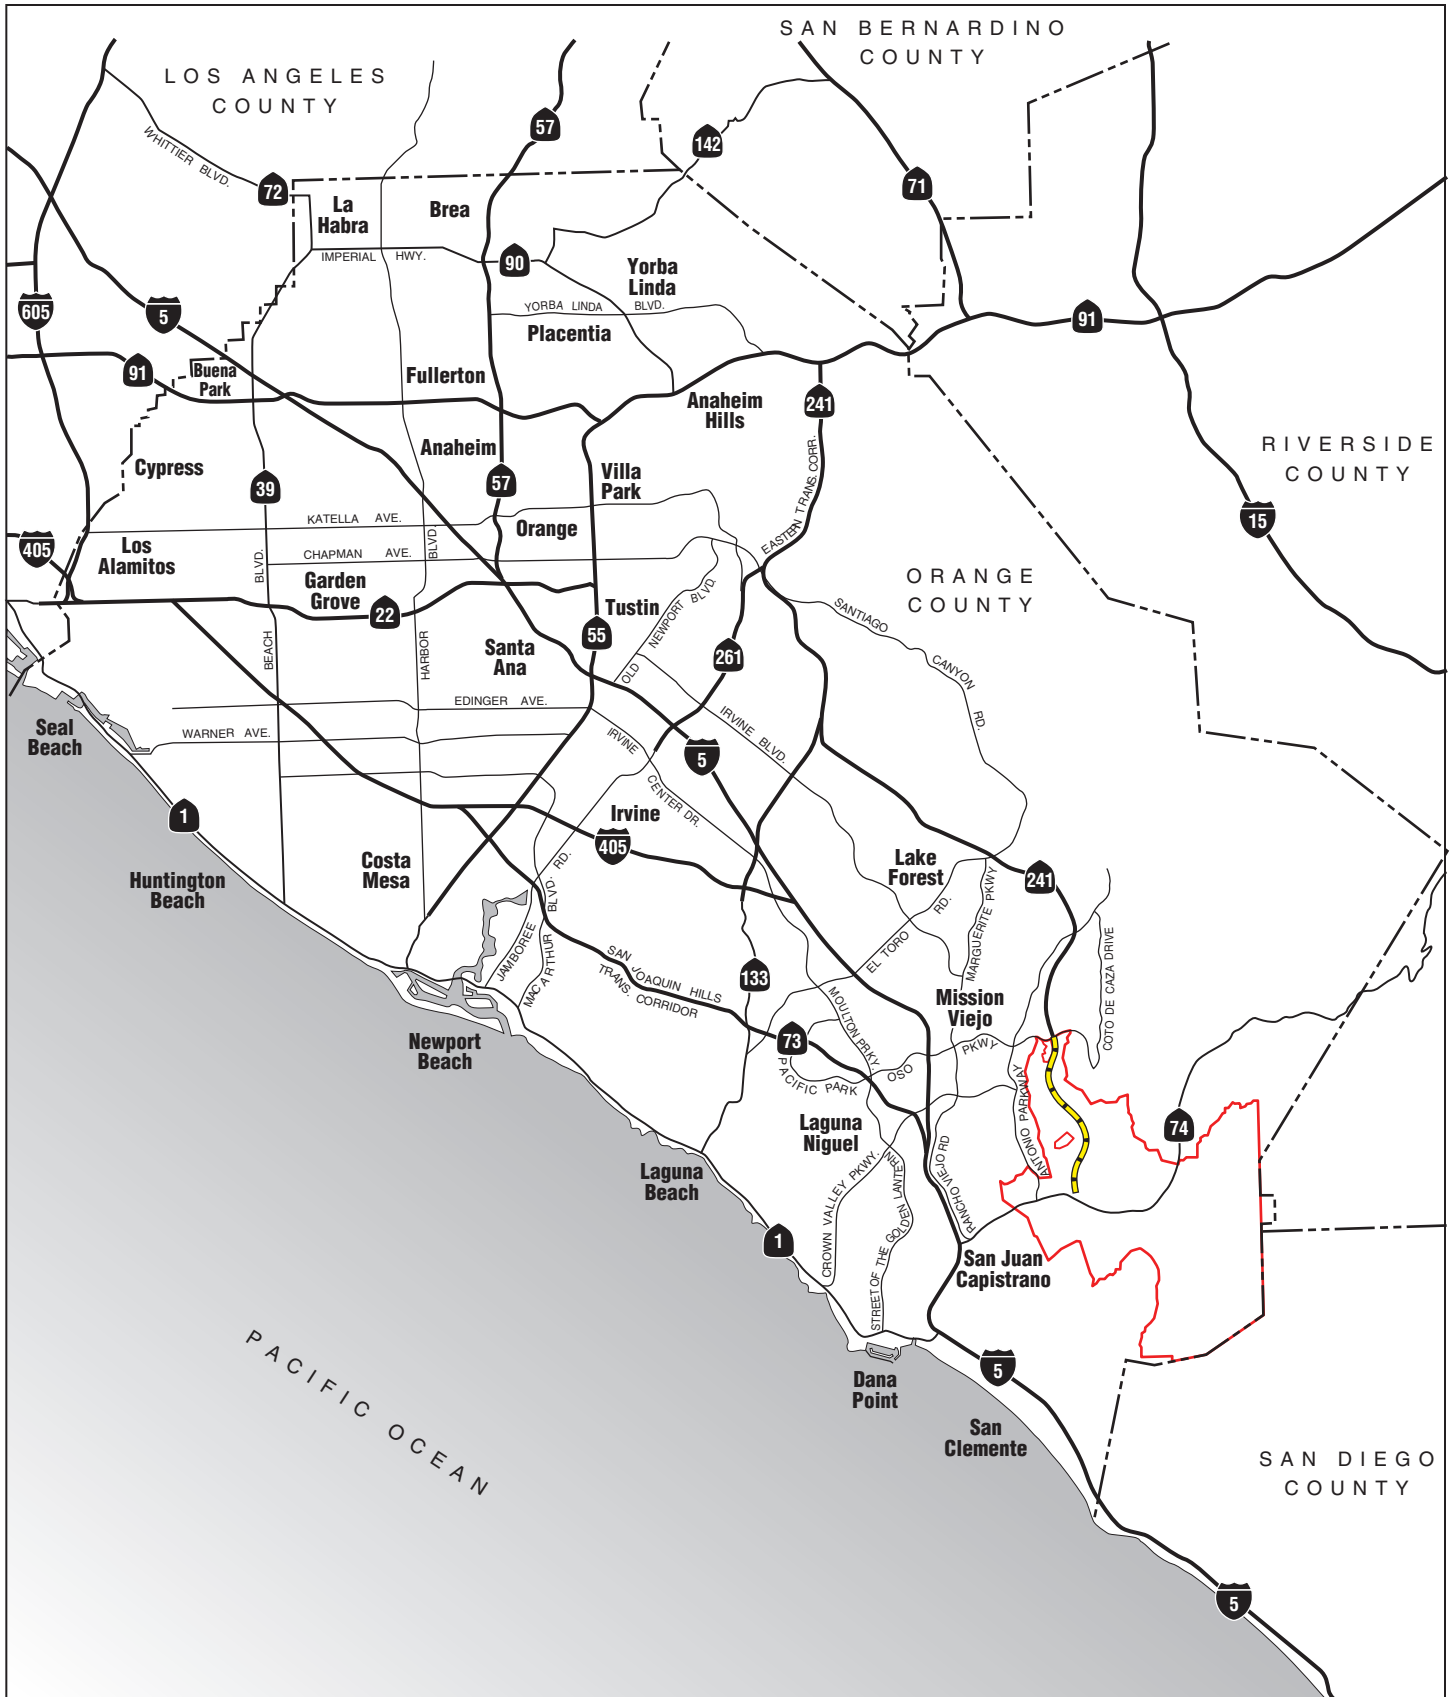 SAN BERNARDINO
COUNTY
LOS ANGELES
COUNTY
57
142
WHITTIER BLVD.
72
71
La
Habra
Brea
IMPERIAL HWY.
90
Yorba
Linda
605
5
YORBA LINDA BLVD.
Placentia
91
91
Buena
Park
Fullerton
Anaheim
Hills
241
RIVERSIDE
COUNTY
Anaheim
Cypress
39
57
Villa
Park
EASTERN TRANS. CORR.
KATELLA AVE.
Orange
15
405
Los
Alamitos
BLVD.
CHAPMAN AVE.
BLVD.
Garden
Grove
22
ORANGE
COUNTY
Tustin
55
OLD NEWPORT BLVD.
SANTIAGO CANYON RD.
BEACH
HARBOR
Santa
Ana
261
EDINGER AVE.
Seal
Beach
WARNER AVE.
IRVINE CENTER DR.
IRVINE BLVD.
5
1
Irvine
405
Huntington
Beach
Costa
Mesa
Lake
Forest
241
JAMBOREE RD.
MAC ARTHUR BLVD.
EL TORO RD.
MARGUERITE PKWY
COTO DE CAZA DRIVE
SAN JOAQUIN HILLS
TRANS. CORRIDOR
133
MOULTON PRKY.
Mission
Viejo
Newport
Beach
73
OSO PKWY
PACIFIC PARK
ANTONIO PARKWAY
Laguna
Niguel
74
Laguna
Beach
CROWN VALLEY PKWY.
STREET OF THE GOLDEN LANTERN
RANCHO VIEJO RD
1
San Juan
Capistrano
PACIFIC OCEAN
5
Dana
Point
San
Clemente
SAN DIEGO
COUNTY
5